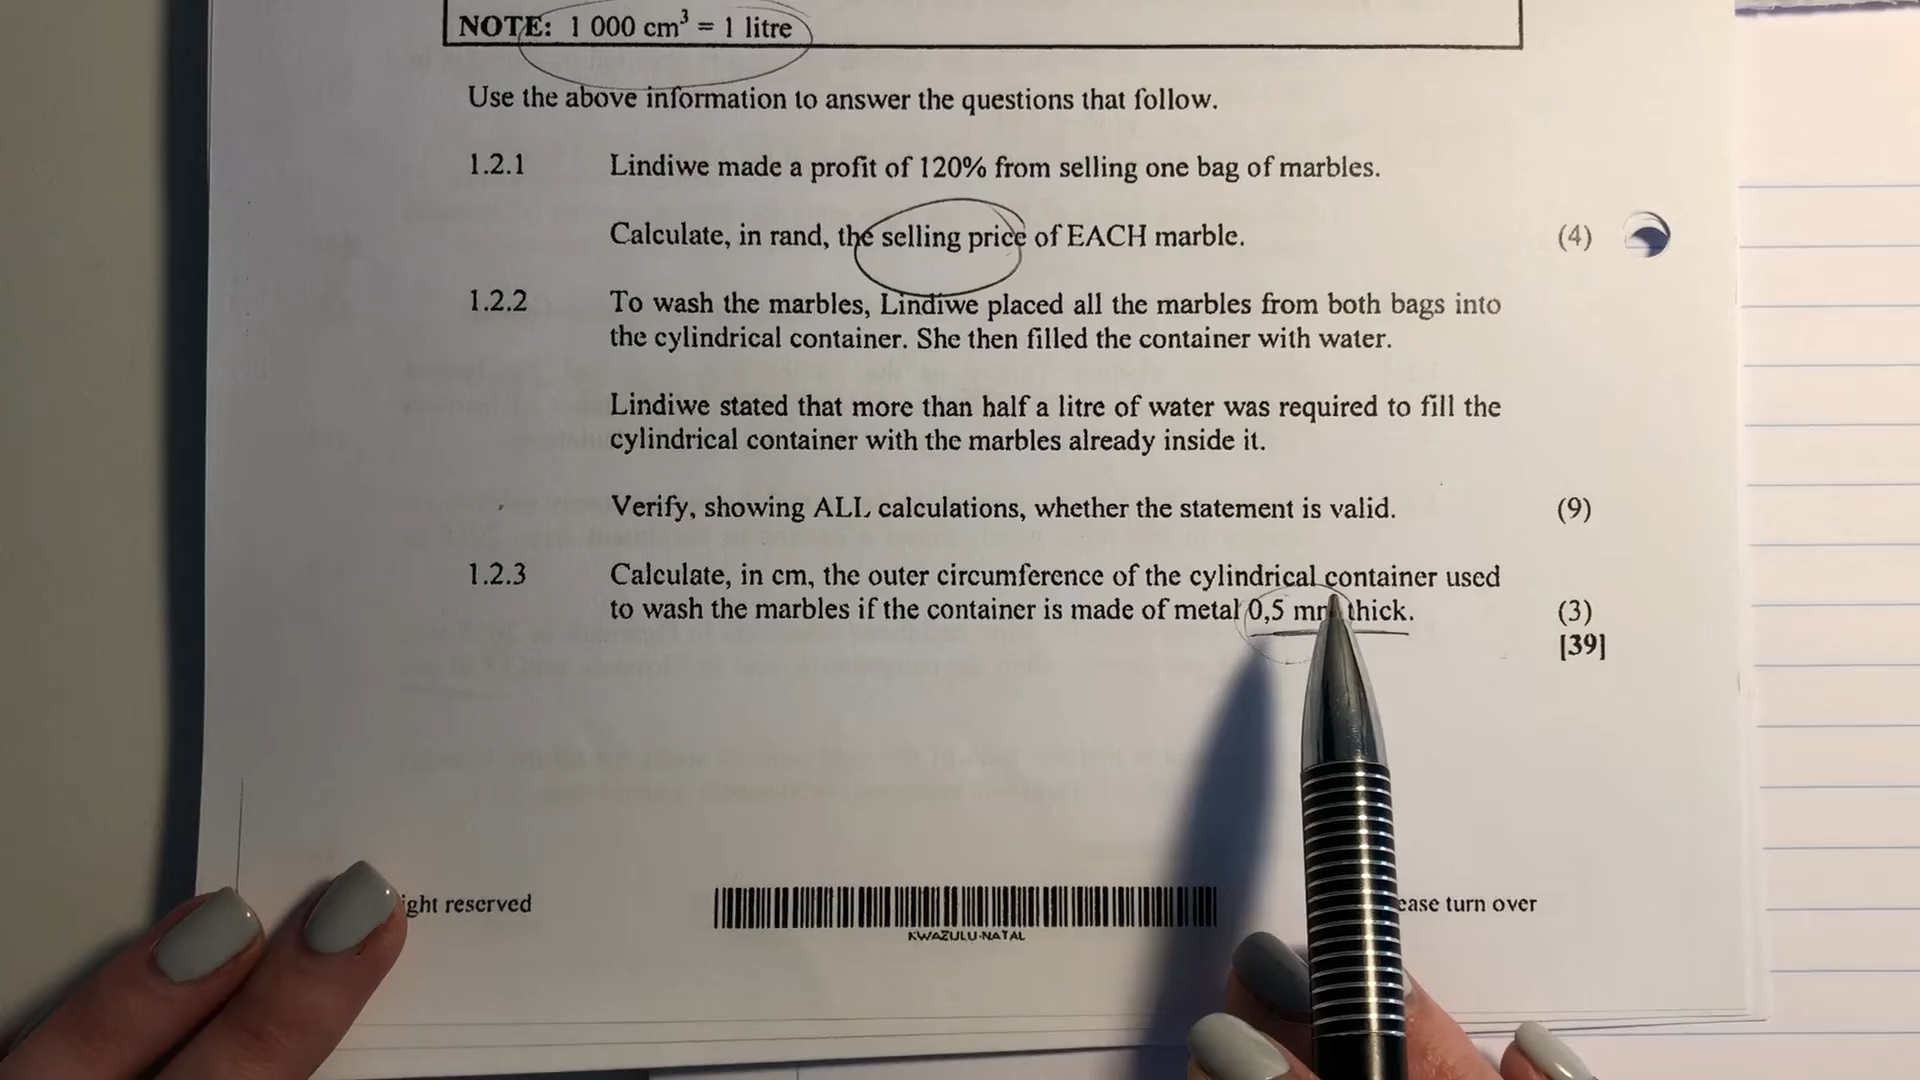 NOTE: 1 000 cm³ = 1 litre
Use the above information to answer the questions that follow.
1.2.1 Lindiwe made a profit of 120% from selling one bag of marbles.
Calculate, in rand, the selling price of EACH marble. (4)
1.2.2 To wash the marbles, Lindiwe placed all the marbles from both bags into
the cylindrical container. She then filled the container with water.
Lindiwe stated that more than half a litre of water was required to fill the
cylindrical container with the marbles already inside it.
Verify, showing ALL calculations, whether the statement is valid. (9)
1.2.3 Calculate, in cm, the outer circumference of the cylindrical container used
to wash the marbles if the container is made of metal 0,5 mm thick. (3)
[39]
ight reserved ease turn over
KWAZULU-NATAL